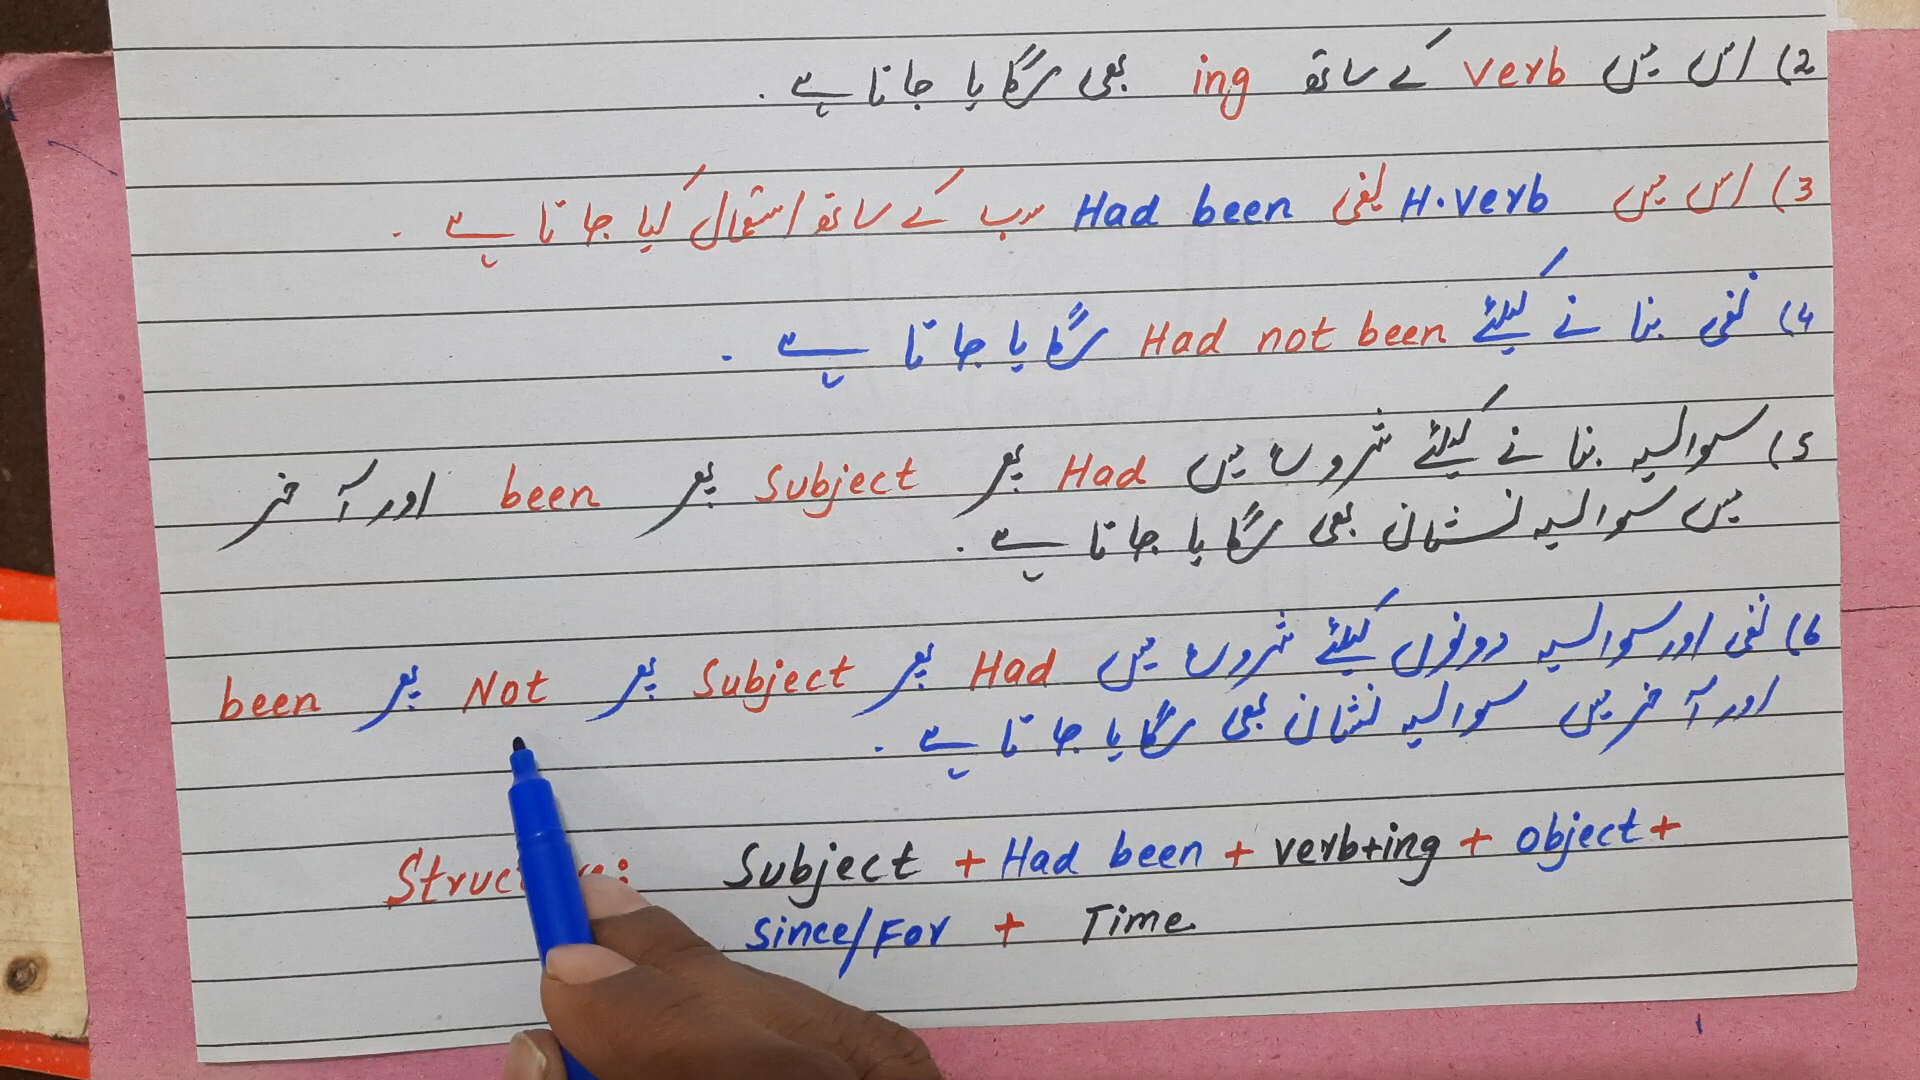 2) اس میں verb کے ساتھ ing بھی لگایا جاتا ہے .
3) اس میں H.verb یعنی Had been سب کے ساتھ استعمال کیا جاتا ہے .
4) نفی بنانے کیلئے Had not been لگایا جاتا ہے .
5) سوالیہ بنانے کیلئے شروع میں Had پھر Subject پھر been اور آخر
میں سوالیہ نشان بھی لگایا جاتا ہے .
6) نفی اور سوالیہ دونوں کیلئے شروع میں Had پھر Subject پھر Not پھر been
اور آخر میں سوالیہ نشان بھی لگایا جاتا ہے .
Subject + Had been + verb+ing + object +
Since/For + Time.